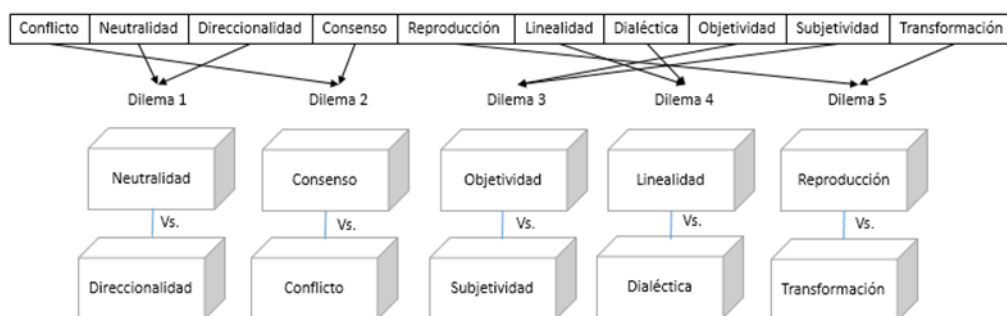 Conflicto Neutralidad Direccionalidad Consenso Reproducción Linealidad Dialéctica Objetividad Subjetividad Transformación
Dilema 1 Dilema 2 Dilema 3 Dilema 4 Dilema 5
Neutralidad Consenso Objetividad Linealidad Reproducción
Vs. Vs. Vs. Vs. Vs.
Direccionalidad Conflicto Subjetividad Dialéctica Transformación